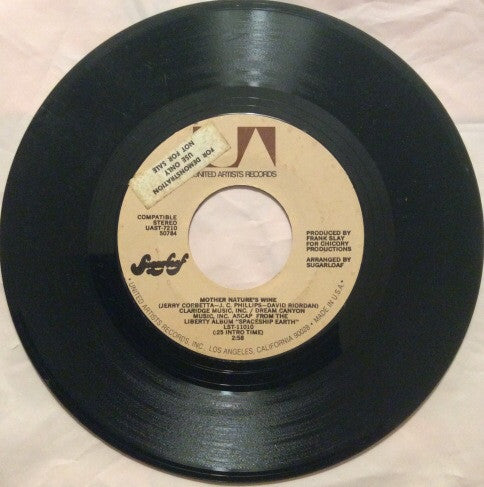 UA
UNITED ARTISTS RECORDS
FOR DEMONSTRATION
USE ONLY
NOT FOR SALE
COMPATIBLE
STEREO
UAST-7210
50784
PRODUCED BY
FRANK SLAY
FOR CHICORY
PRODUCTIONS
ARRANGED BY
SUGARLOAF
Sugarloaf
MOTHER NATURE'S WINE
(JERRY CORBETTA–J. C. PHILLIPS–DAVID RIORDAN)
CLARIDGE MUSIC, INC. / DREAM CANYON
MUSIC, INC. ASCAP FROM THE
LIBERTY ALBUM "SPACESHIP EARTH"
LST-11010
(:25 INTRO TIME)
2:58
• UNITED ARTISTS RECORDS, INC. LOS ANGELES, CALIFORNIA 90028 • MADE IN U.S.A. •